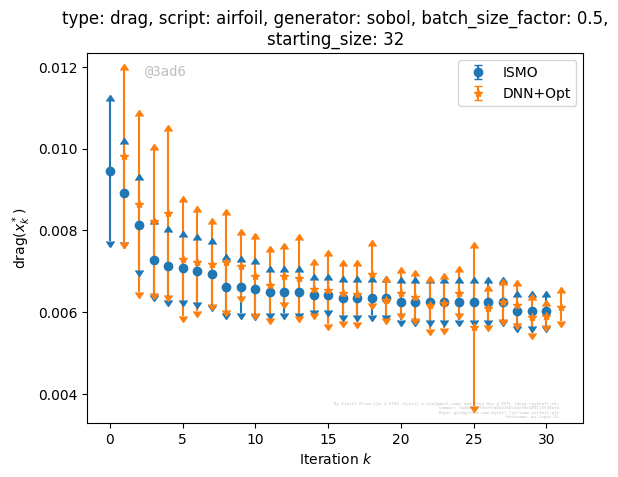 type: drag, script: airfoil, generator: sobol, batch_size_factor: 0.5,
starting_size: 32
@3ad6
ISMO
DNN+Opt
0.012
0.010
0.008
0.006
0.004
drag(x_k^*)
0 5 10 15 20 25 30
Iteration k